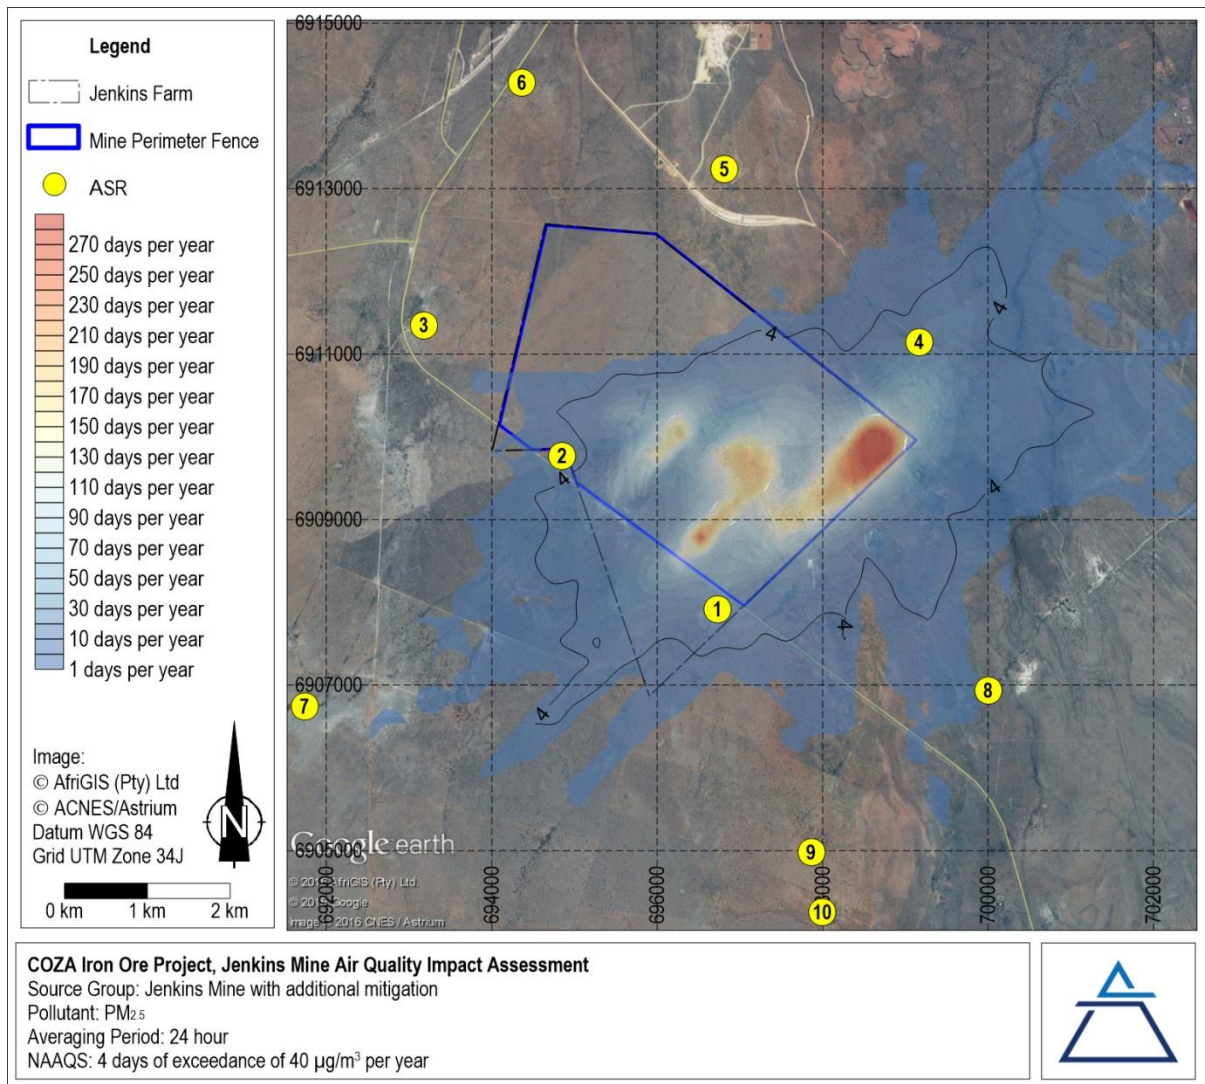 Legend
Jenkins Farm
Mine Perimeter Fence
ASR
270 days per year
250 days per year
230 days per year
210 days per year
190 days per year
170 days per year
150 days per year
130 days per year
110 days per year
90 days per year
70 days per year
50 days per year
30 days per year
10 days per year
1 days per year
Image:
© AfriGIS (Pty) Ltd
© ACNES/Astrium
Datum WGS 84
Grid UTM Zone 34J
N
0 km 1 km 2 km
6915000
6
5
6913000
3
4
4
4
6911000
2
4
4
6909000
1
4
8
6907000
7
4
9
6905000
10
Google earth
© 2015 AfriGIS (Pty) Ltd.
Google
Image © 2016 CNES / Astrium
692000
694000
696000
698000
700000
702000
COZA Iron Ore Project, Jenkins Mine Air Quality Impact Assessment
Source Group: Jenkins Mine with additional mitigation
Pollutant: PM2.5
Averaging Period: 24 hour
NAAQS: 4 days of exceedance of 40 µg/m³ per year